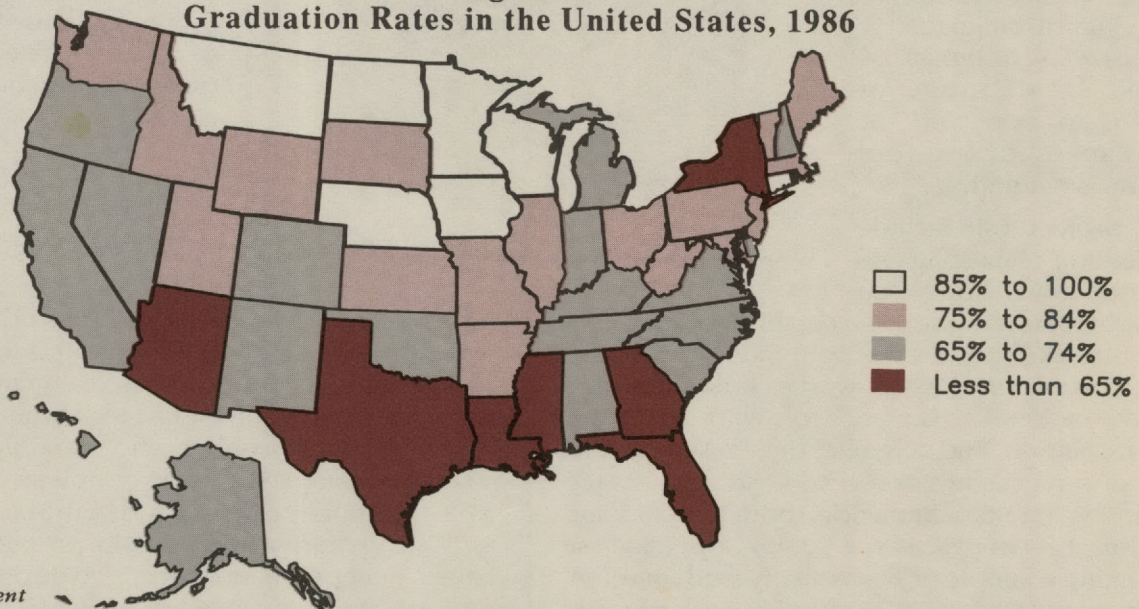 Graduation Rates in the United States, 1986
85% to 100%
75% to 84%
65% to 74%
Less than 65%